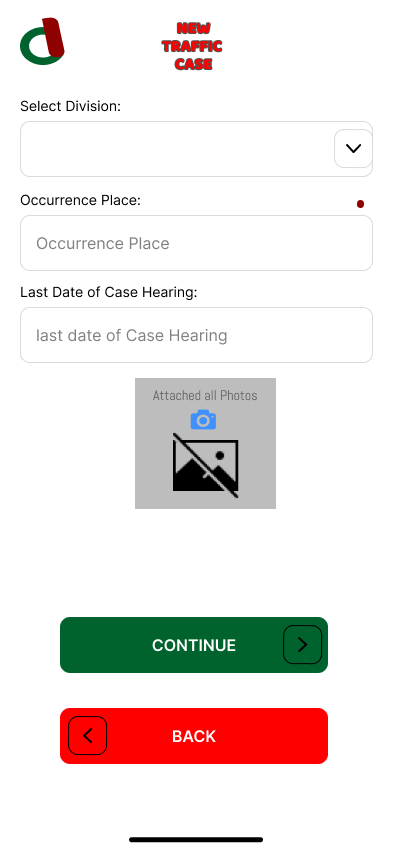 NEW
TRAFFIC
CASE
Select Division:
Occurrence Place:
Occurrence Place
Last Date of Case Hearing:
last date of Case Hearing
Attached all Photos
CONTINUE
BACK